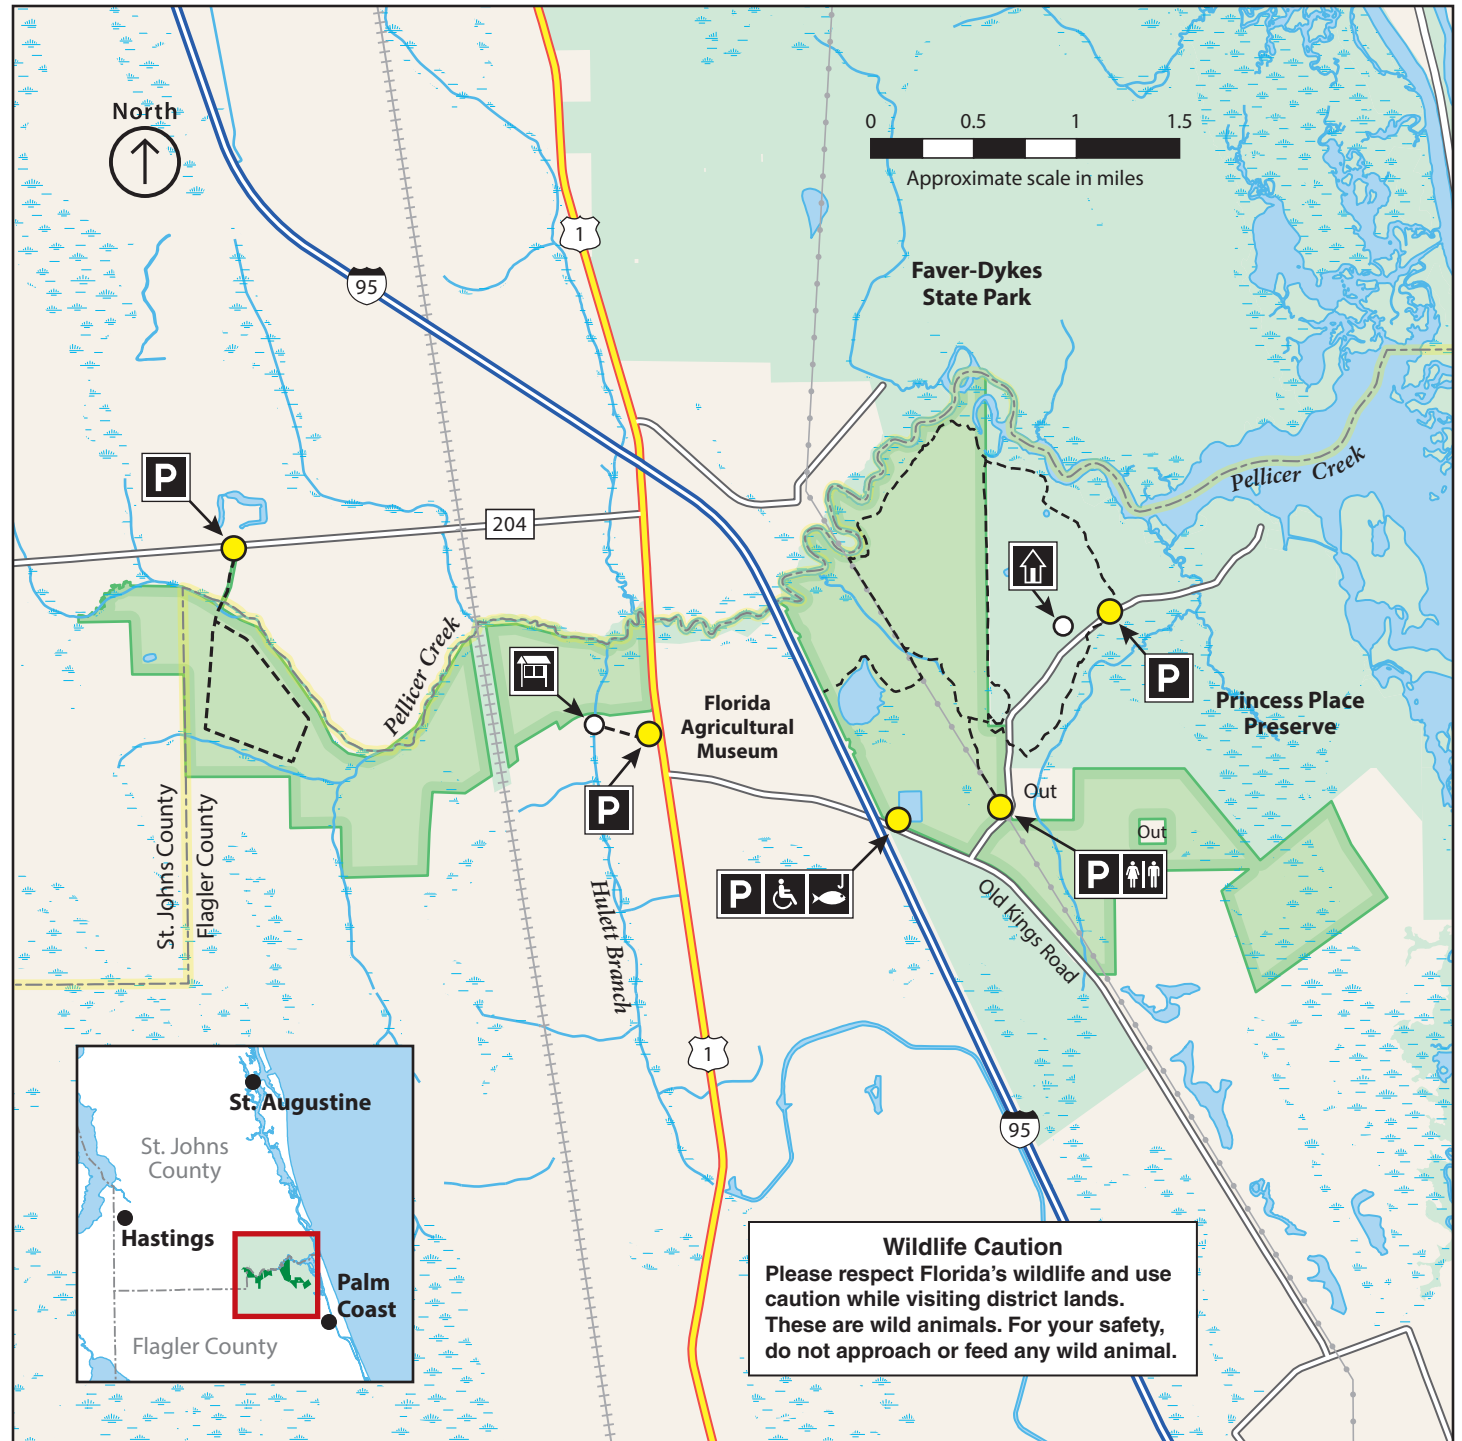 North
0 0.5 1 1.5
Approximate scale in miles
1
95
Faver-Dykes
State Park
Pellicer Creek
P
204
Pellicer Creek
P
Florida
Agricultural
Museum
Princess Place
Preserve
P
Out
Out
St. Johns County
Flagler County
P
P
Hulett Branch
Old Kings Road
1
95
St. Augustine
St. Johns
County
Hastings
Palm
Coast
Flagler County
Wildlife Caution
Please respect Florida's wildlife and use
caution while visiting district lands.
These are wild animals. For your safety,
do not approach or feed any wild animal.